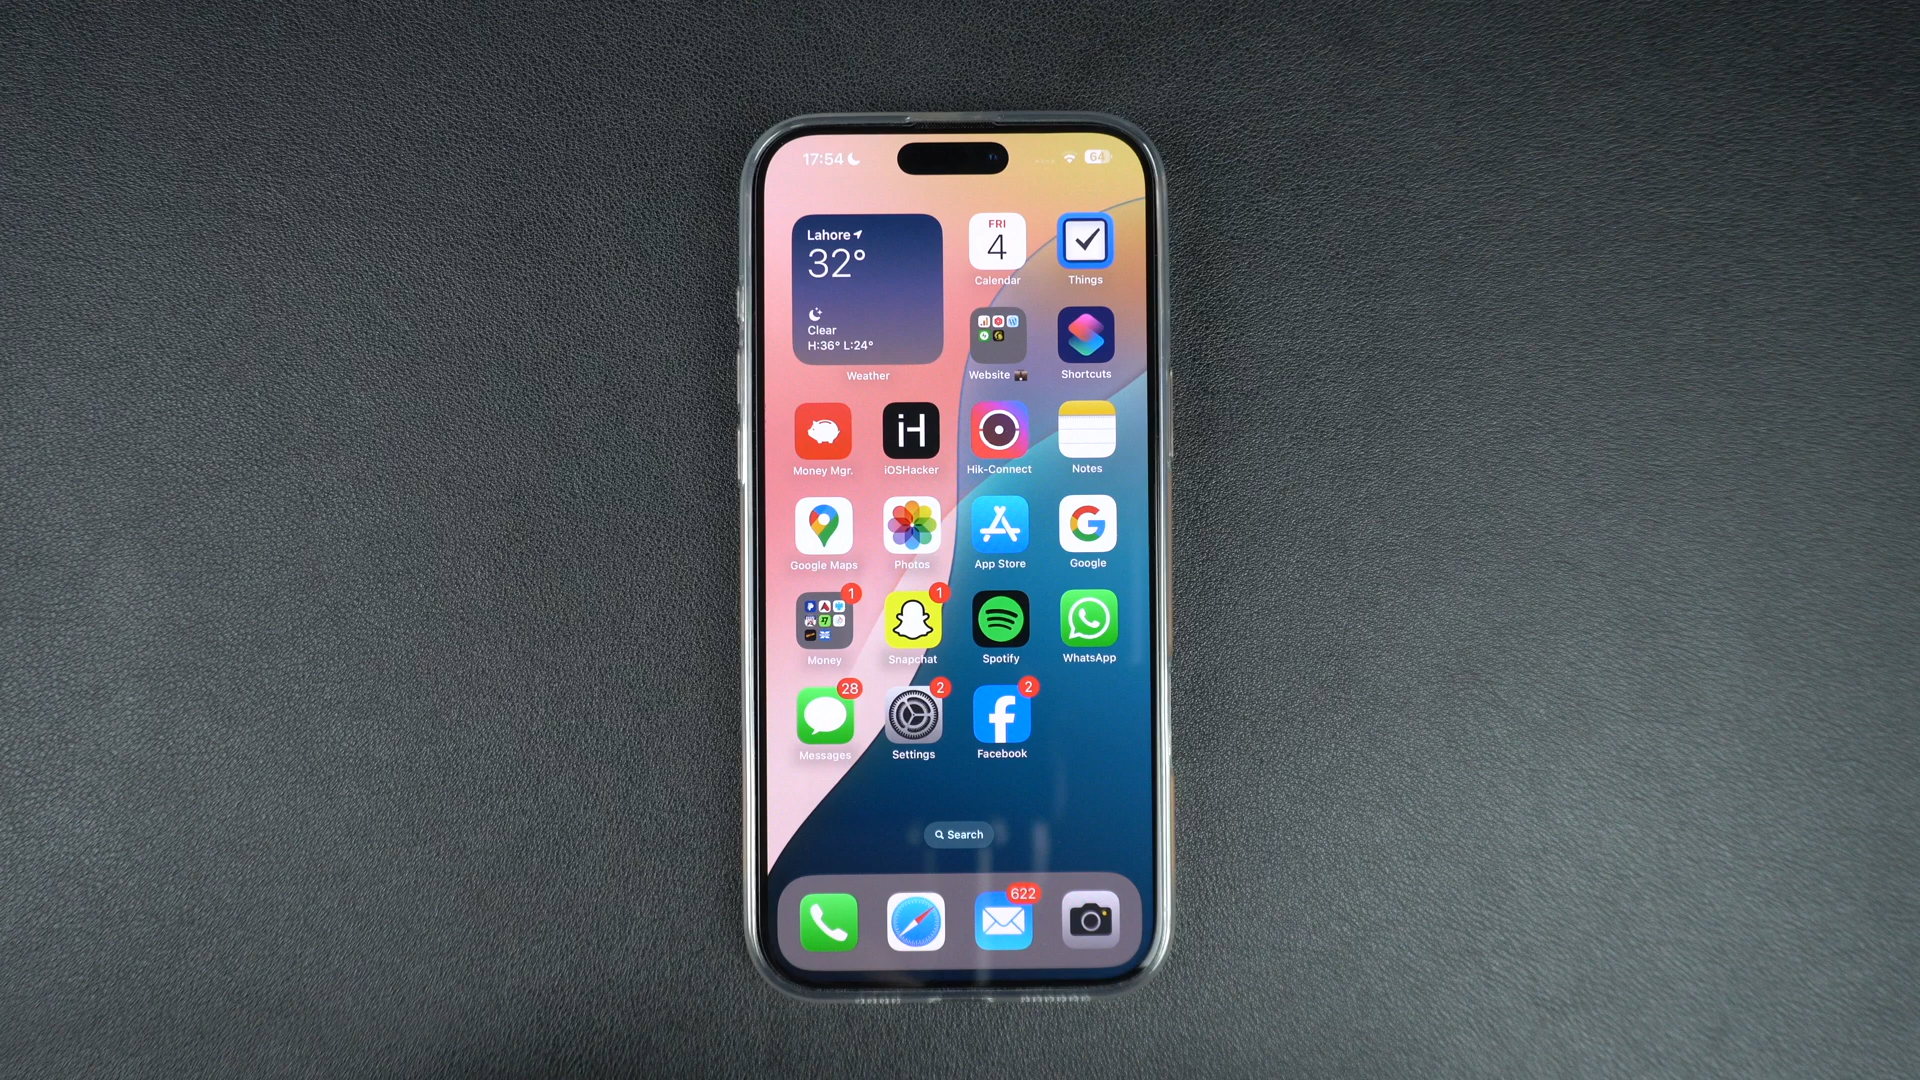 17:54
64
Lahore
32°
Clear
H:36° L:24°
Weather
FRI
4
Calendar
Things
Website
Shortcuts
Money Mgr.
iH
iOSHacker
Hik-Connect
Notes
Google Maps
Photos
App Store
G
Google
1
Money
1
Snapchat
Spotify
WhatsApp
28
Messages
2
Settings
2
f
Facebook
Search
622